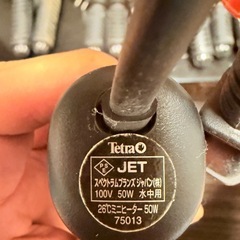 Tetra
PS E JET
スペクトラムブランズ ジャパン(株)
100V 50W 水中用
26℃ミニヒーター 50W
75013